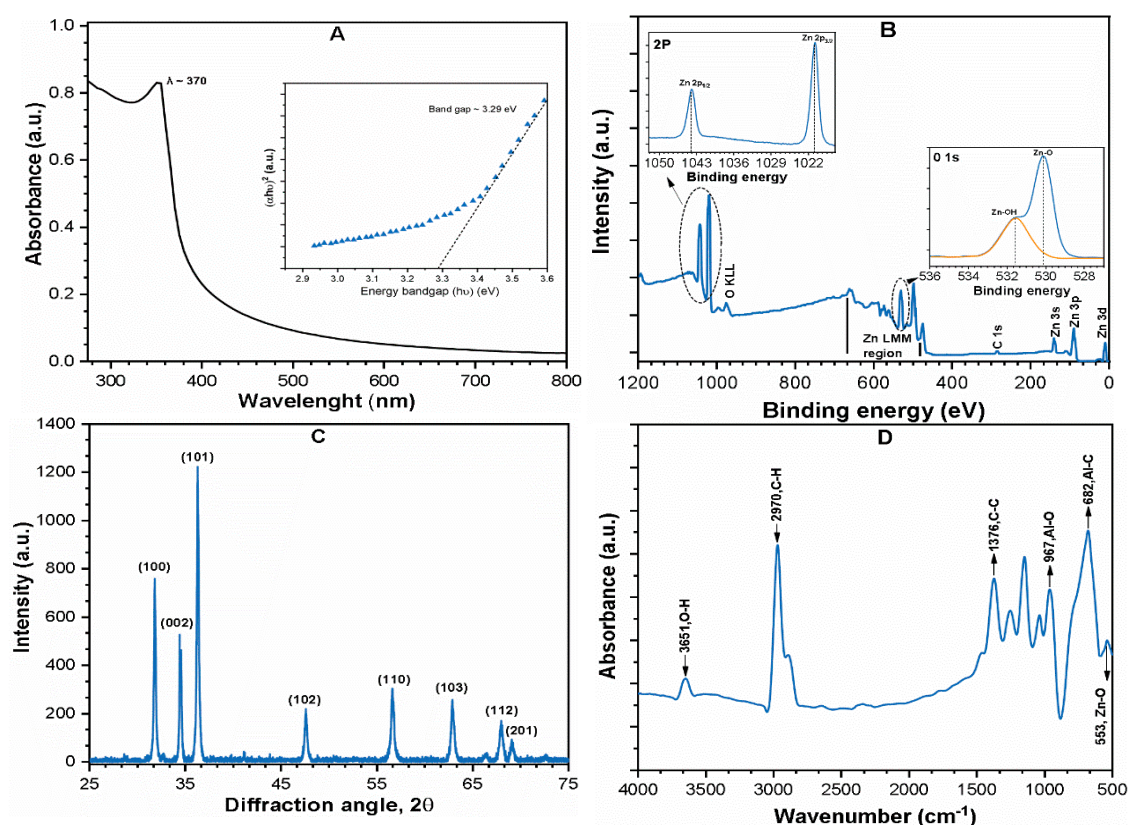 A
1.0
0.8
0.6
0.4
0.2
0.0
Absorbance (a.u.)
λ ~ 370
Band gap ~ 3.29 eV
(αhυ)² (a.u.)
2.9 3.0 3.1 3.2 3.3 3.4 3.5 3.6
Energy bandgap (hυ) (eV)
300 400 500 600 700 800
Wavelenght (nm)
B
Intensity (a.u.)
2P
Zn 2p1/2
Zn 2p3/2
1050 1043 1036 1029 1022
Binding energy
O 1s
Zn-O
Zn-OH
536 534 532 530 528
Binding energy
O KLL
Zn LMM
region
C 1s
Zn 3s
Zn 3p
Zn 3d
1200 1000 800 600 400 200 0
Binding energy (eV)
C
1400
1200
1000
800
600
400
200
0
Intensity (a.u.)
(100)
(002)
(101)
(102)
(110)
(103)
(112)
(201)
25 35 45 55 65 75
Diffraction angle, 2θ
D
Absorbance (a.u.)
3651,O-H
2970,C-H
1376,C-C
967,Al-O
682,Al-C
553, Zn-O
4000 3500 3000 2500 2000 1500 1000 500
Wavenumber (cm⁻¹)